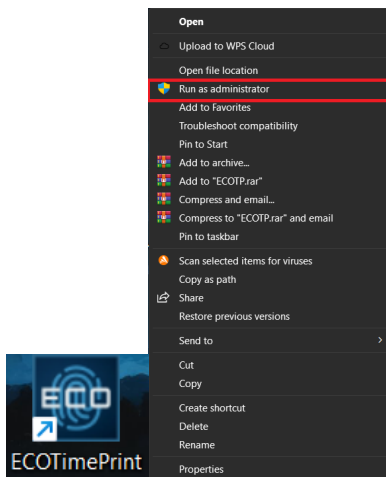 Open
Upload to WPS Cloud
Open file location
Run as administrator
Add to Favorites
Troubleshoot compatibility
Pin to Start
Add to archive...
Add to "ECOTP.rar"
Compress and email...
Compress to "ECOTP.rar" and email
Pin to taskbar
Scan selected items for viruses
Copy as path
Share
Restore previous versions
Send to
Cut
Copy
Create shortcut
Delete
Rename
Properties
ECO
ECOTimePrint